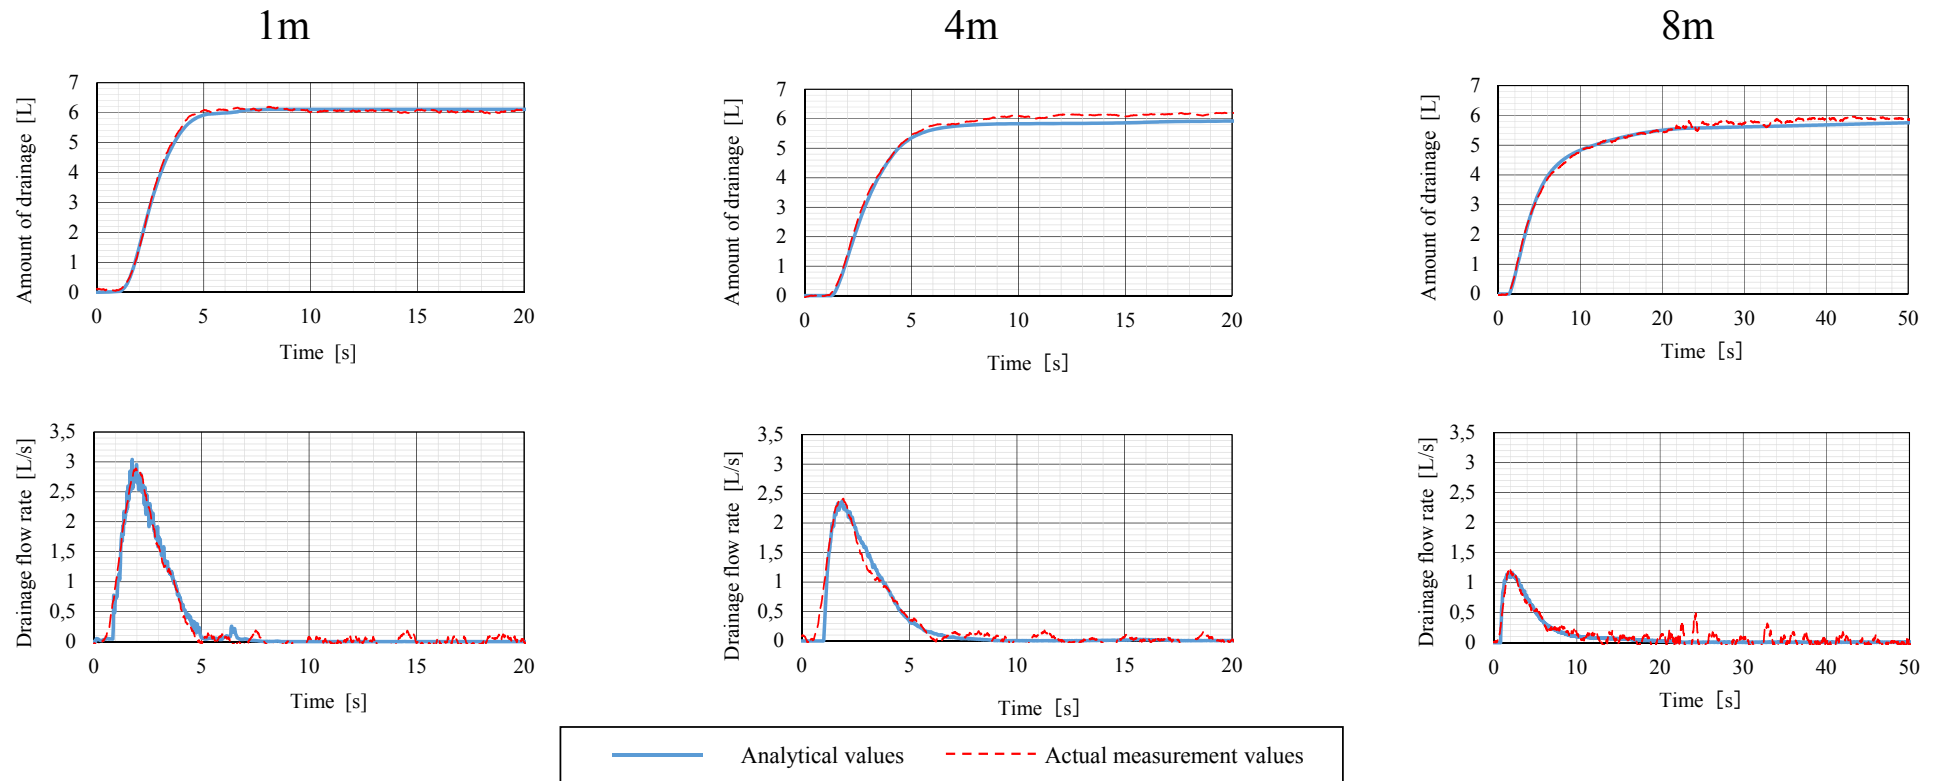 1m
4m
8m
Amount of drainage [L]
7
6
5
4
3
2
1
0
0 5 10 15 20
Time [s]
Amount of drainage [L]
7
6
5
4
3
2
1
0
0 5 10 15 20
Time [s]
Amount of drainage [L]
7
6
5
4
3
2
1
0
0 10 20 30 40 50
Time [s]
Drainage flow rate [L/s]
3,5
3
2,5
2
1,5
1
0,5
0
0 5 10 15 20
Time [s]
Drainage flow rate [L/s]
3,5
3
2,5
2
1,5
1
0,5
0
0 5 10 15 20
Time [s]
Drainage flow rate [L/s]
3,5
3
2,5
2
1,5
1
0,5
0
0 10 20 30 40 50
Time [s]
Analytical values
Actual measurement values